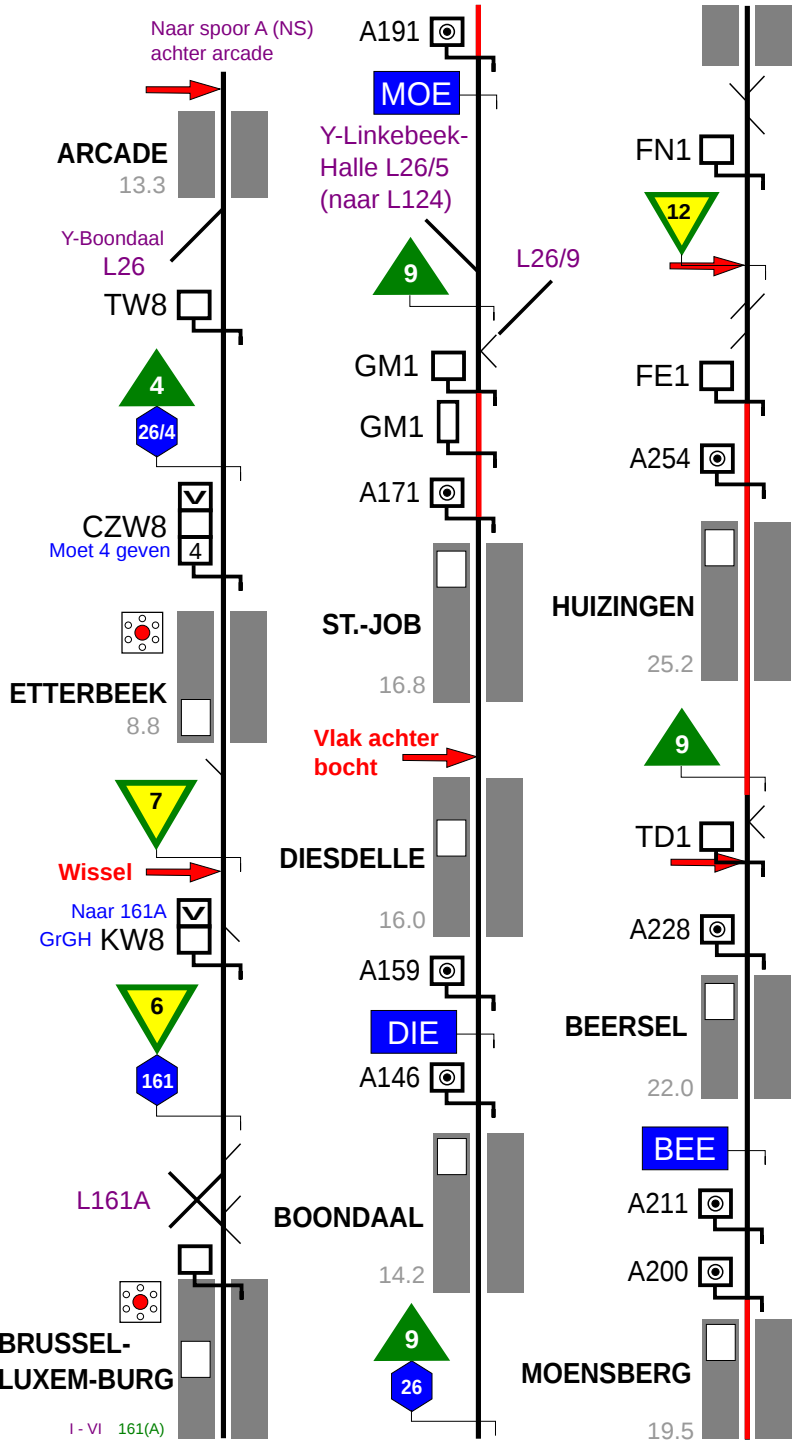 Naar spoor A (NS)
achter arcade
ARCADE
13.3
Y-Boondaal
L26
TW8
4
26/4
V
CZW8
Moet 4 geven
4
ETTERBEEK
8.8
7
Wissel
Naar 161A
V
GrGH KW8
6
161
L161A
BRUSSEL-
LUXEM-BURG
I - VI 161(A)
A191
MOE
Y-Linkebeek-
Halle L26/5
(naar L124)
9
L26/9
GM1
GM1
A171
ST.-JOB
16.8
Vlak achter
bocht
DIESDELLE
16.0
A159
DIE
A146
BOONDAAL
14.2
9
26
FN1
12
FE1
A254
HUIZINGEN
25.2
9
TD1
A228
BEERSEL
22.0
BEE
A211
A200
MOENSBERG
19.5